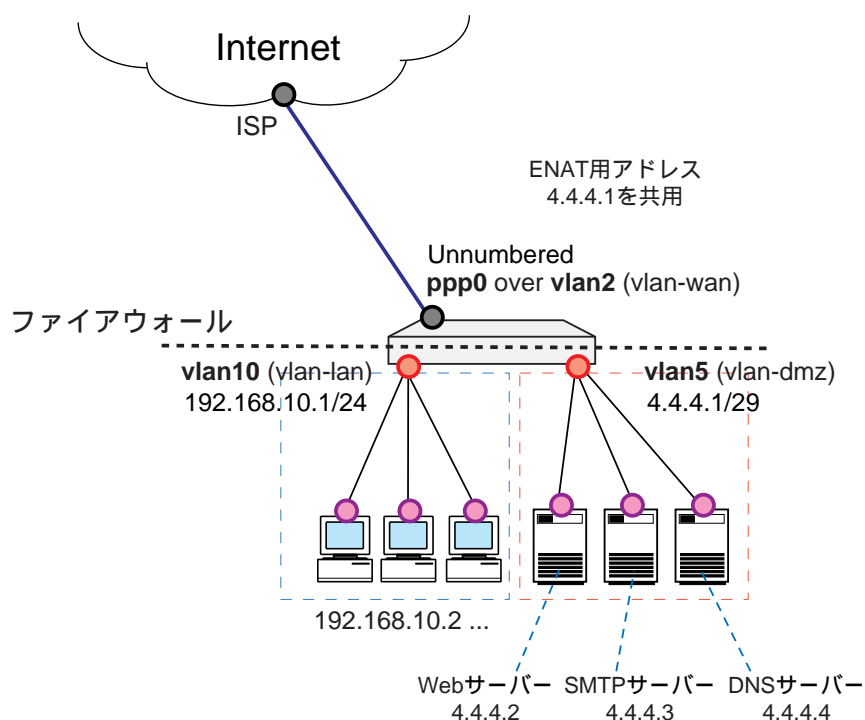 Internet
ISP
ENAT用アドレス
4.4.4.1を共用
Unnumbered
ppp0 over vlan2 (vlan-wan)
ファイアウォール
vlan10 (vlan-lan)
192.168.10.1/24
vlan5 (vlan-dmz)
4.4.4.1/29
192.168.10.2 ...
Webサーバー
4.4.4.2
SMTPサーバー
4.4.4.3
DNSサーバー
4.4.4.4